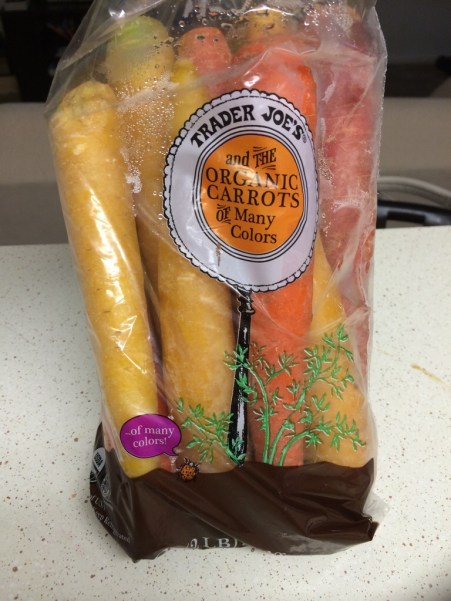 TRADER JOE'S
and THE
ORGANIC
CARROTS
OF Many
Colors
...of many
colors!